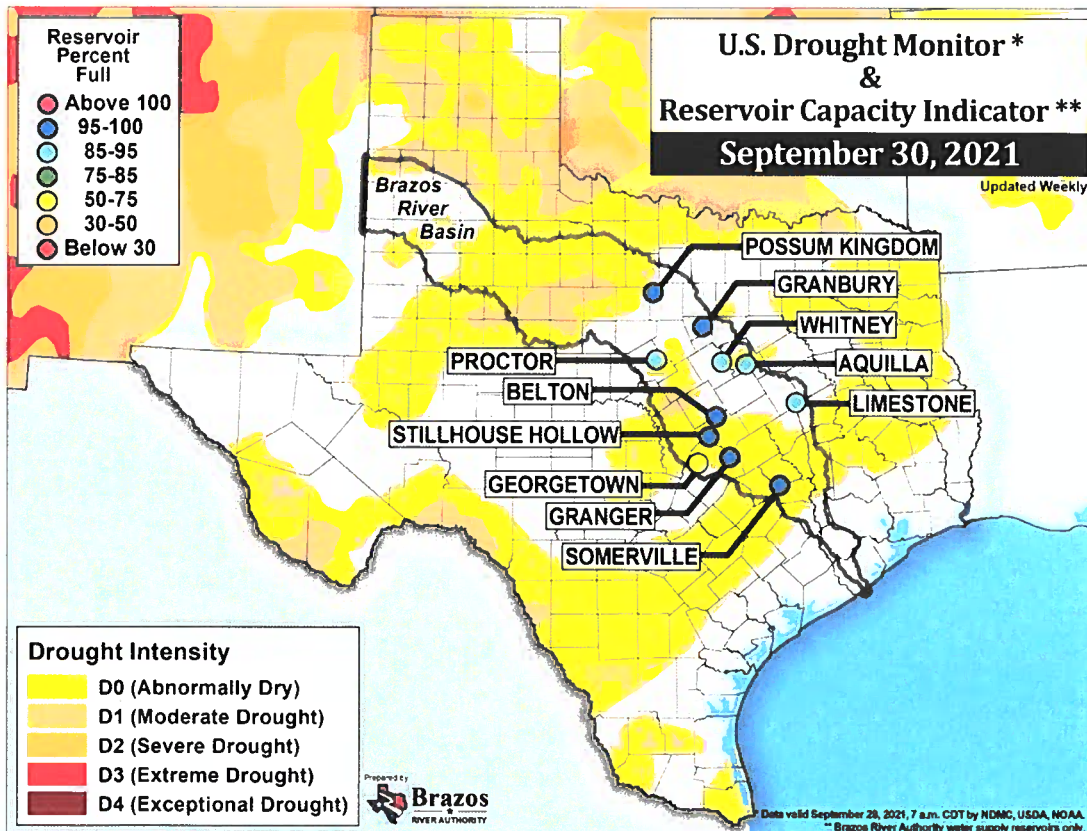 U.S. Drought Monitor *
&
Reservoir Capacity Indicator **
September 30, 2021
Updated Weekly
Reservoir
Percent
Full
Above 100
95-100
85-95
75-85
50-75
30-50
Below 30
Brazos
River
Basin
POSSUM KINGDOM
GRANBURY
WHITNEY
PROCTOR
AQUILLA
BELTON
LIMESTONE
STILLHOUSE HOLLOW
GEORGETOWN
GRANGER
SOMERVILLE
Drought Intensity
D0 (Abnormally Dry)
D1 (Moderate Drought)
D2 (Severe Drought)
D3 (Extreme Drought)
D4 (Exceptional Drought)
Prepared by
Brazos
RIVER AUTHORITY
* Data valid September 28, 2021, 7 a.m. CDT by NDMC, USDA, NOAA
** Brazos River Authority water supply reservoirs only